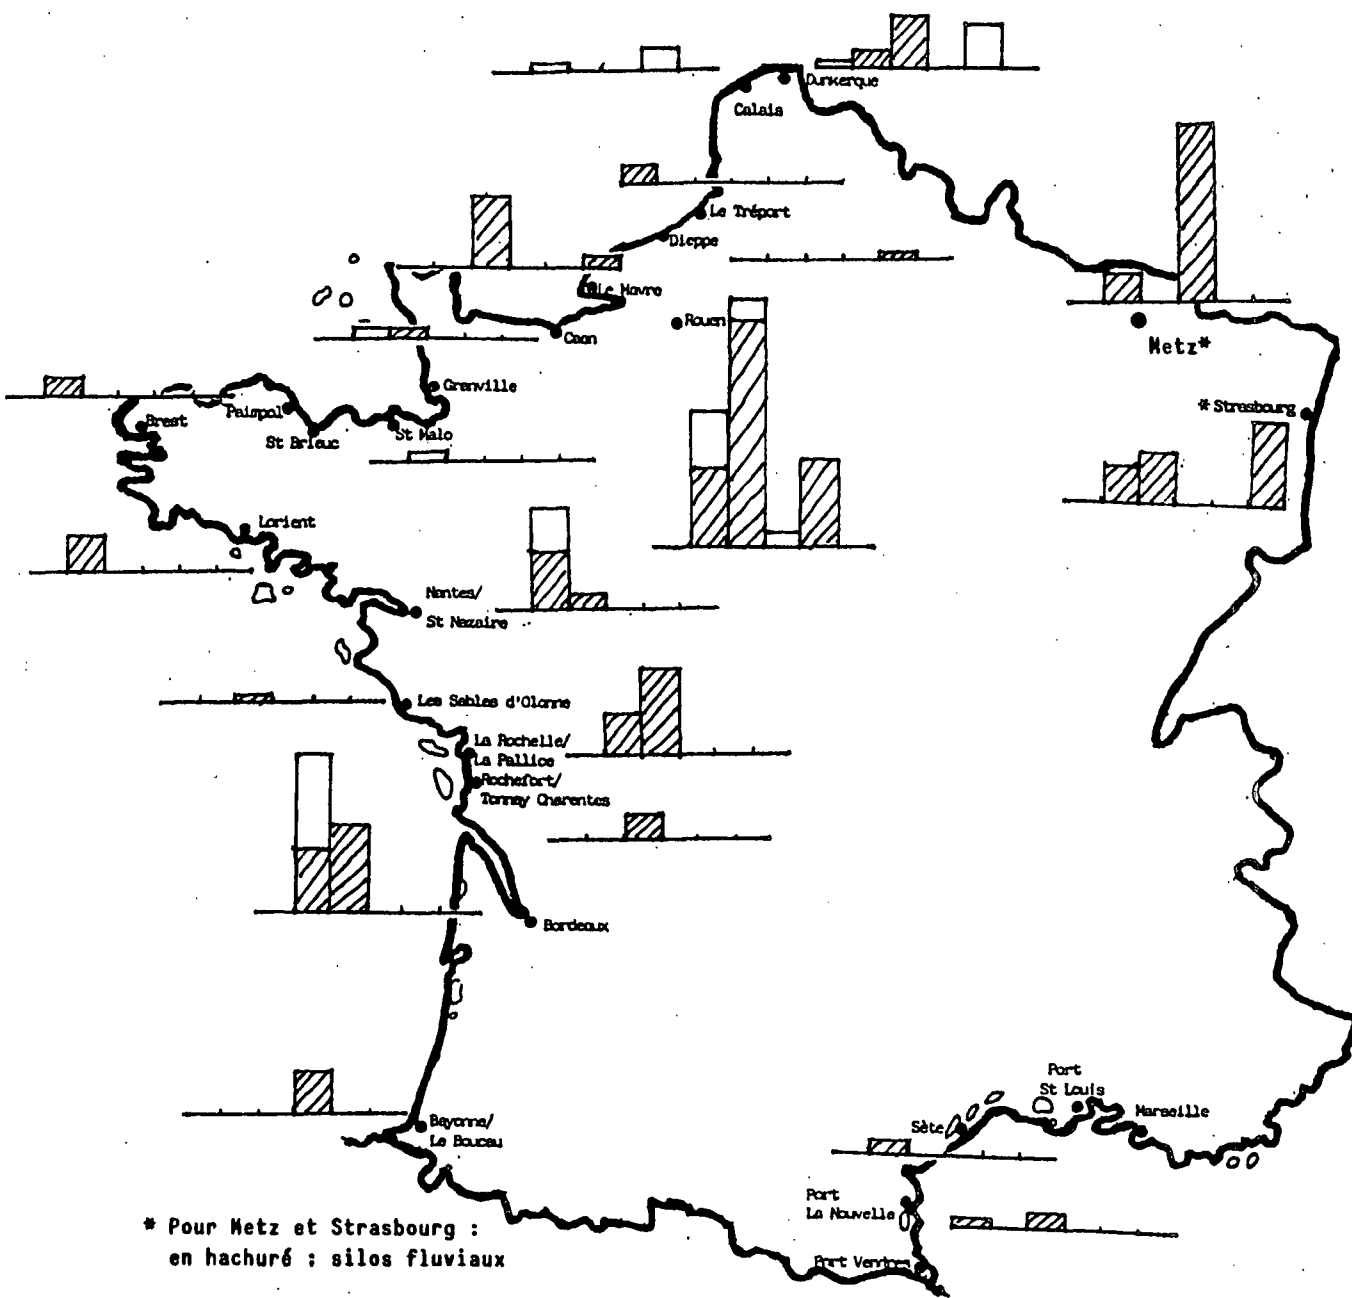 Dunkerque
Calais
Le Tréport
Dieppe
Le Havre
Rouen
Caen
Metz*
Granville
* Strasbourg
Paimpol
Brest
St Brieuc
St Malo
Lorient
Nantes/
St Nazaire
Les Sables d'Olonne
La Rochelle/
La Pallice
Rochefort/
Tonnay Charentes
Bordeaux
Port
St Louis
Marseille
Sète
Bayonne/
Le Boucau
Port
La Nouvelle
Port Vendres
* Pour Metz et Strasbourg :
en hachuré ; silos fluviaux